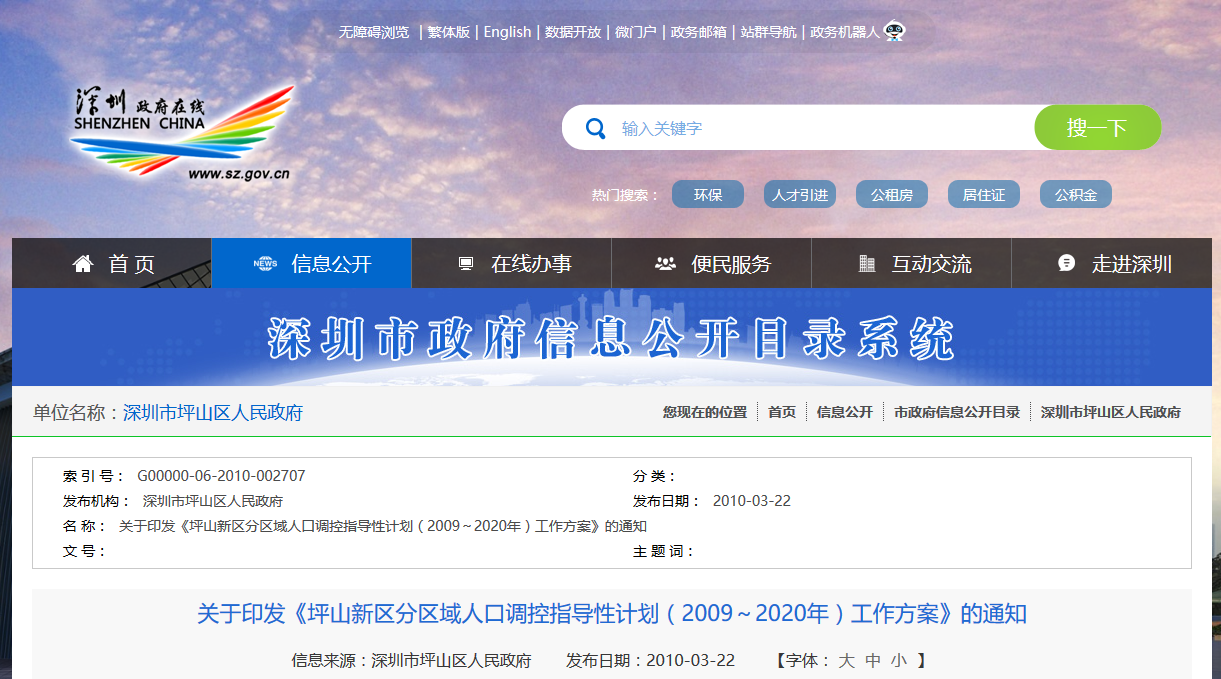 无障碍浏览 | 繁体版 | English | 数据开放 | 微门户 | 政务邮箱 | 站群导航 | 政务机器人
深圳 政府在线
SHENZHEN CHINA
www.sz.gov.cn
输入关键字 搜一下
热门搜索： 环保 人才引进 公租房 居住证 公积金
首 页 NEWS 信息公开 在线办事 便民服务 互动交流 走进深圳
深圳市政府信息公开目录系统
单位名称：深圳市坪山区人民政府 您现在的位置 首页 信息公开 市政府信息公开目录 深圳市坪山区人民政府
索 引 号： G00000-06-2010-002707 分 类：
发布机构： 深圳市坪山区人民政府 发布日期： 2010-03-22
名 称： 关于印发《坪山新区分区域人口调控指导性计划（2009～2020年）工作方案》的通知
文 号： 主 题 词：
关于印发《坪山新区分区域人口调控指导性计划（2009～2020年）工作方案》的通知
信息来源：深圳市坪山区人民政府 发布日期：2010-03-22 【字体： 大 中 小 】